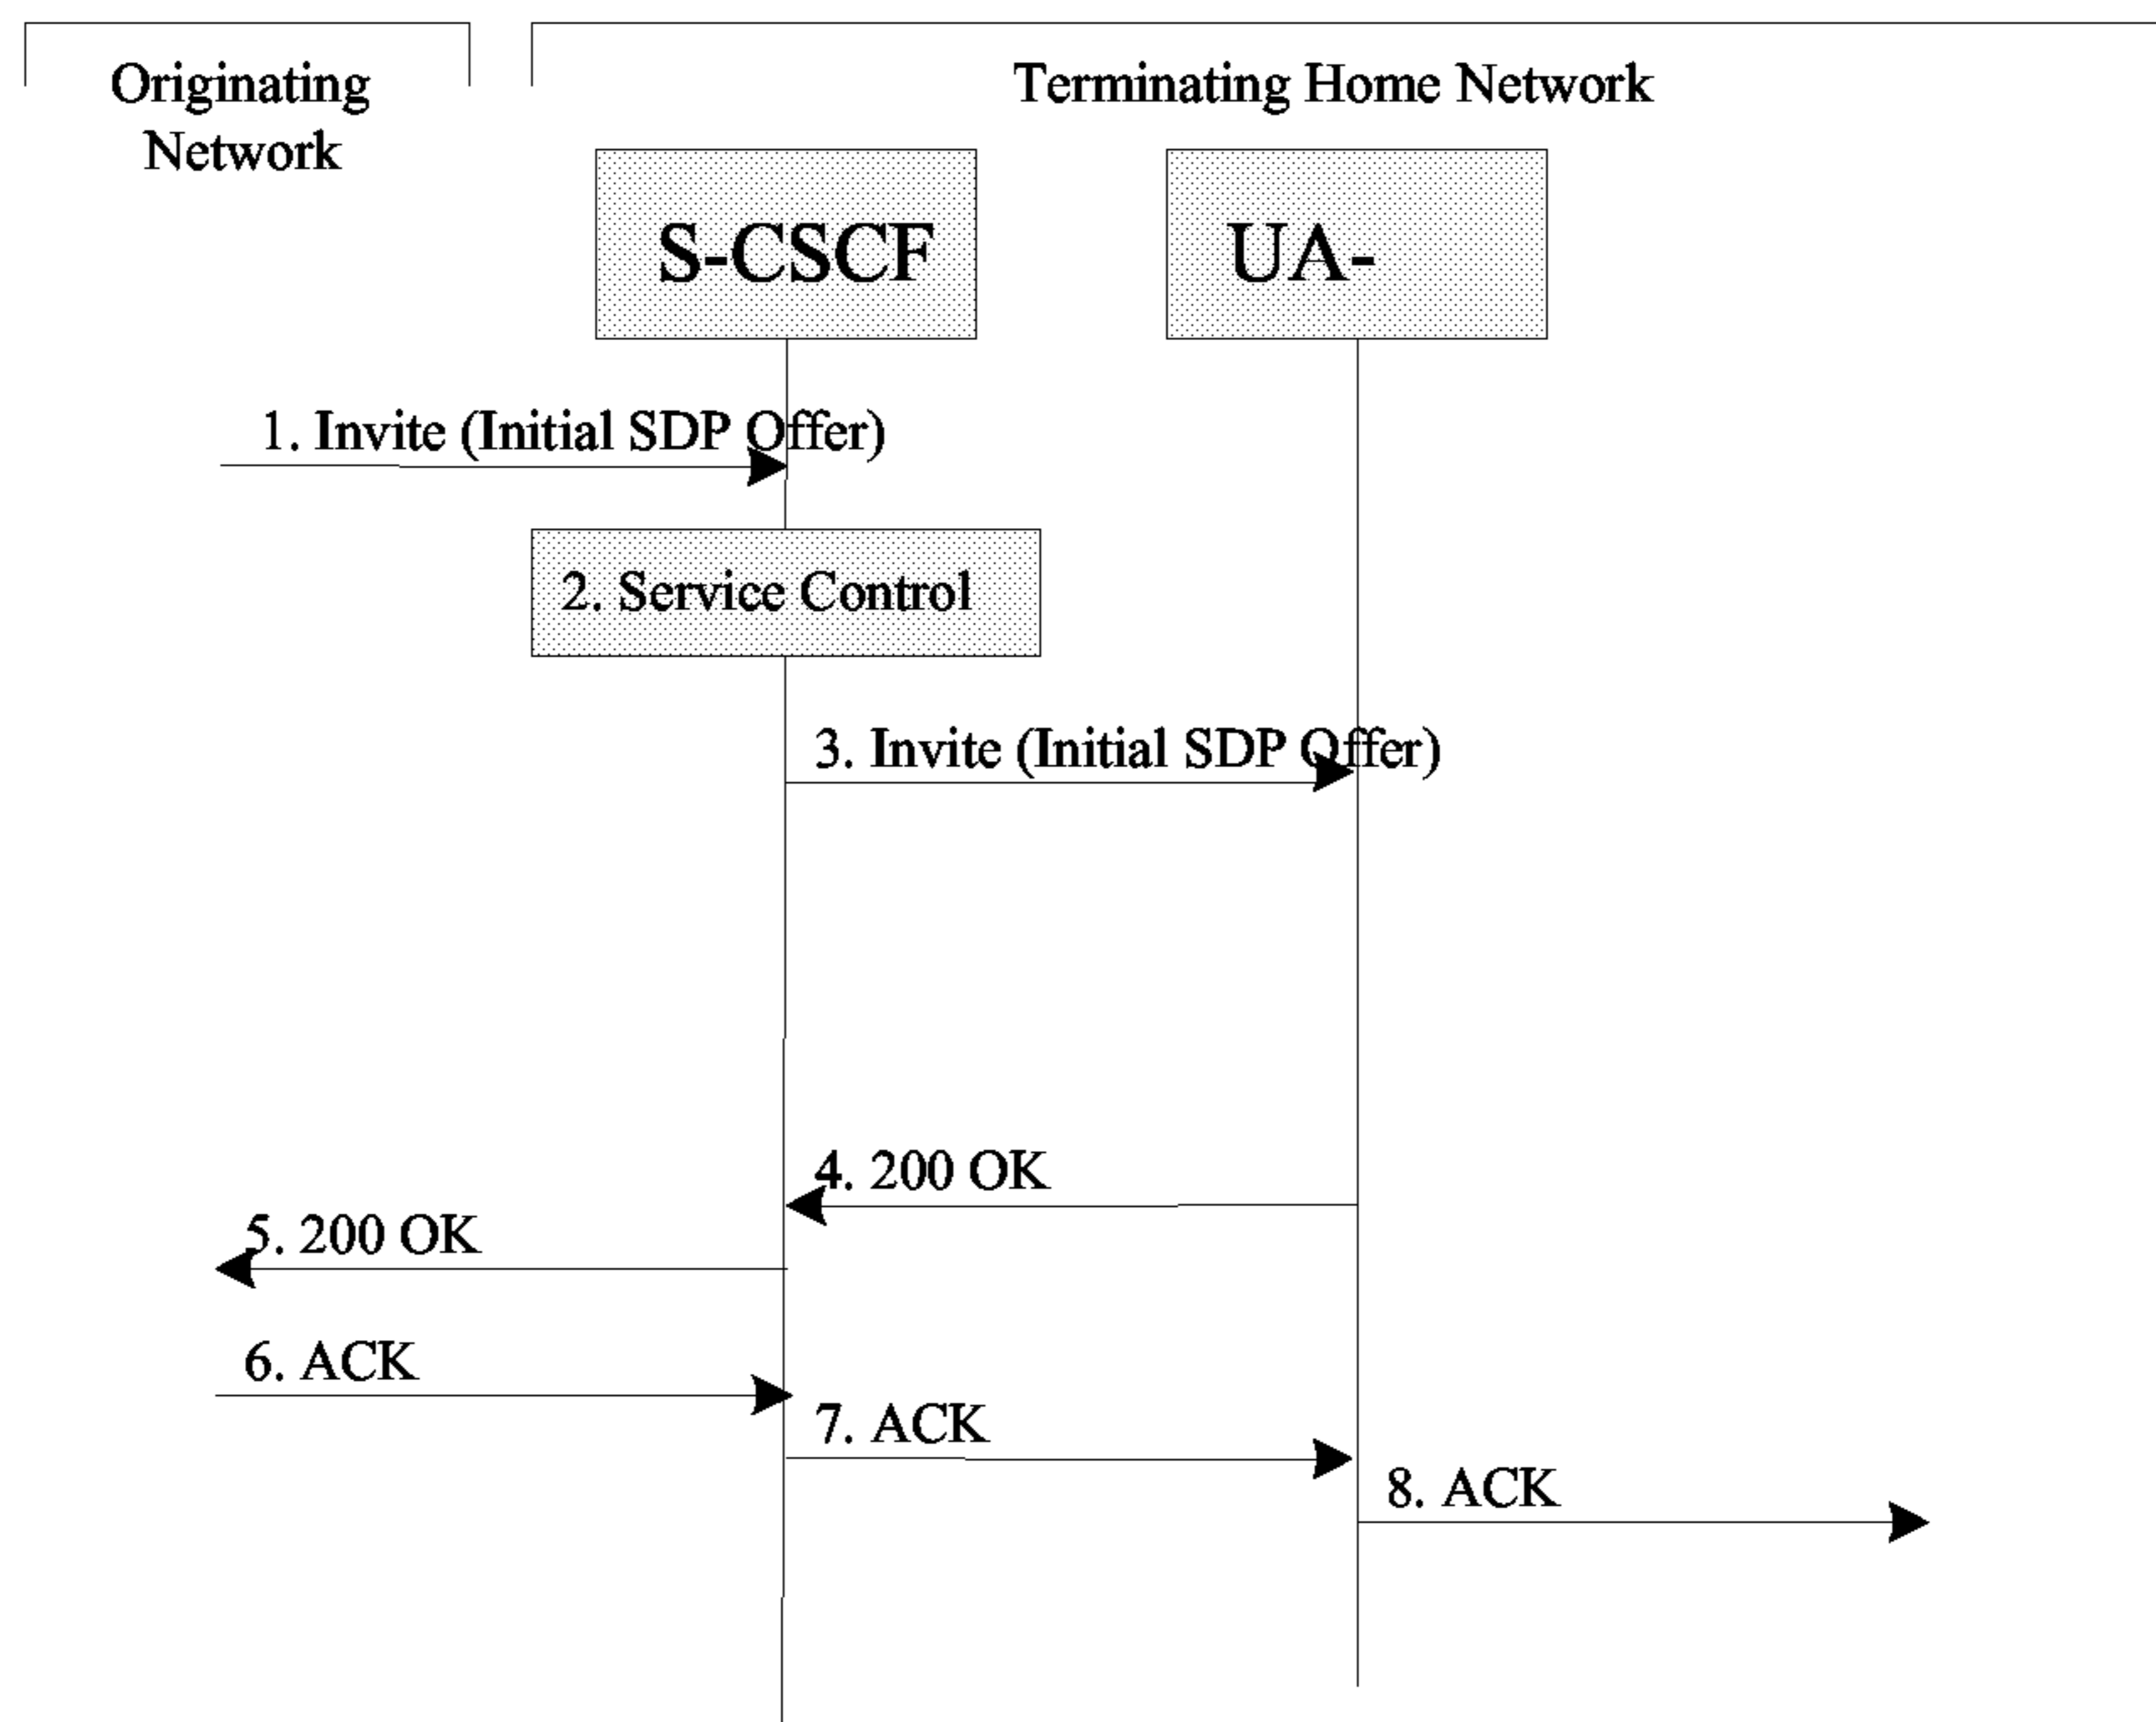 Originating
Network
Terminating Home Network
S-CSCF
UA-
1. Invite (Initial SDP Offer)
2. Service Control
3. Invite (Initial SDP Offer)
4. 200 OK
5. 200 OK
6. ACK
7. ACK
8. ACK